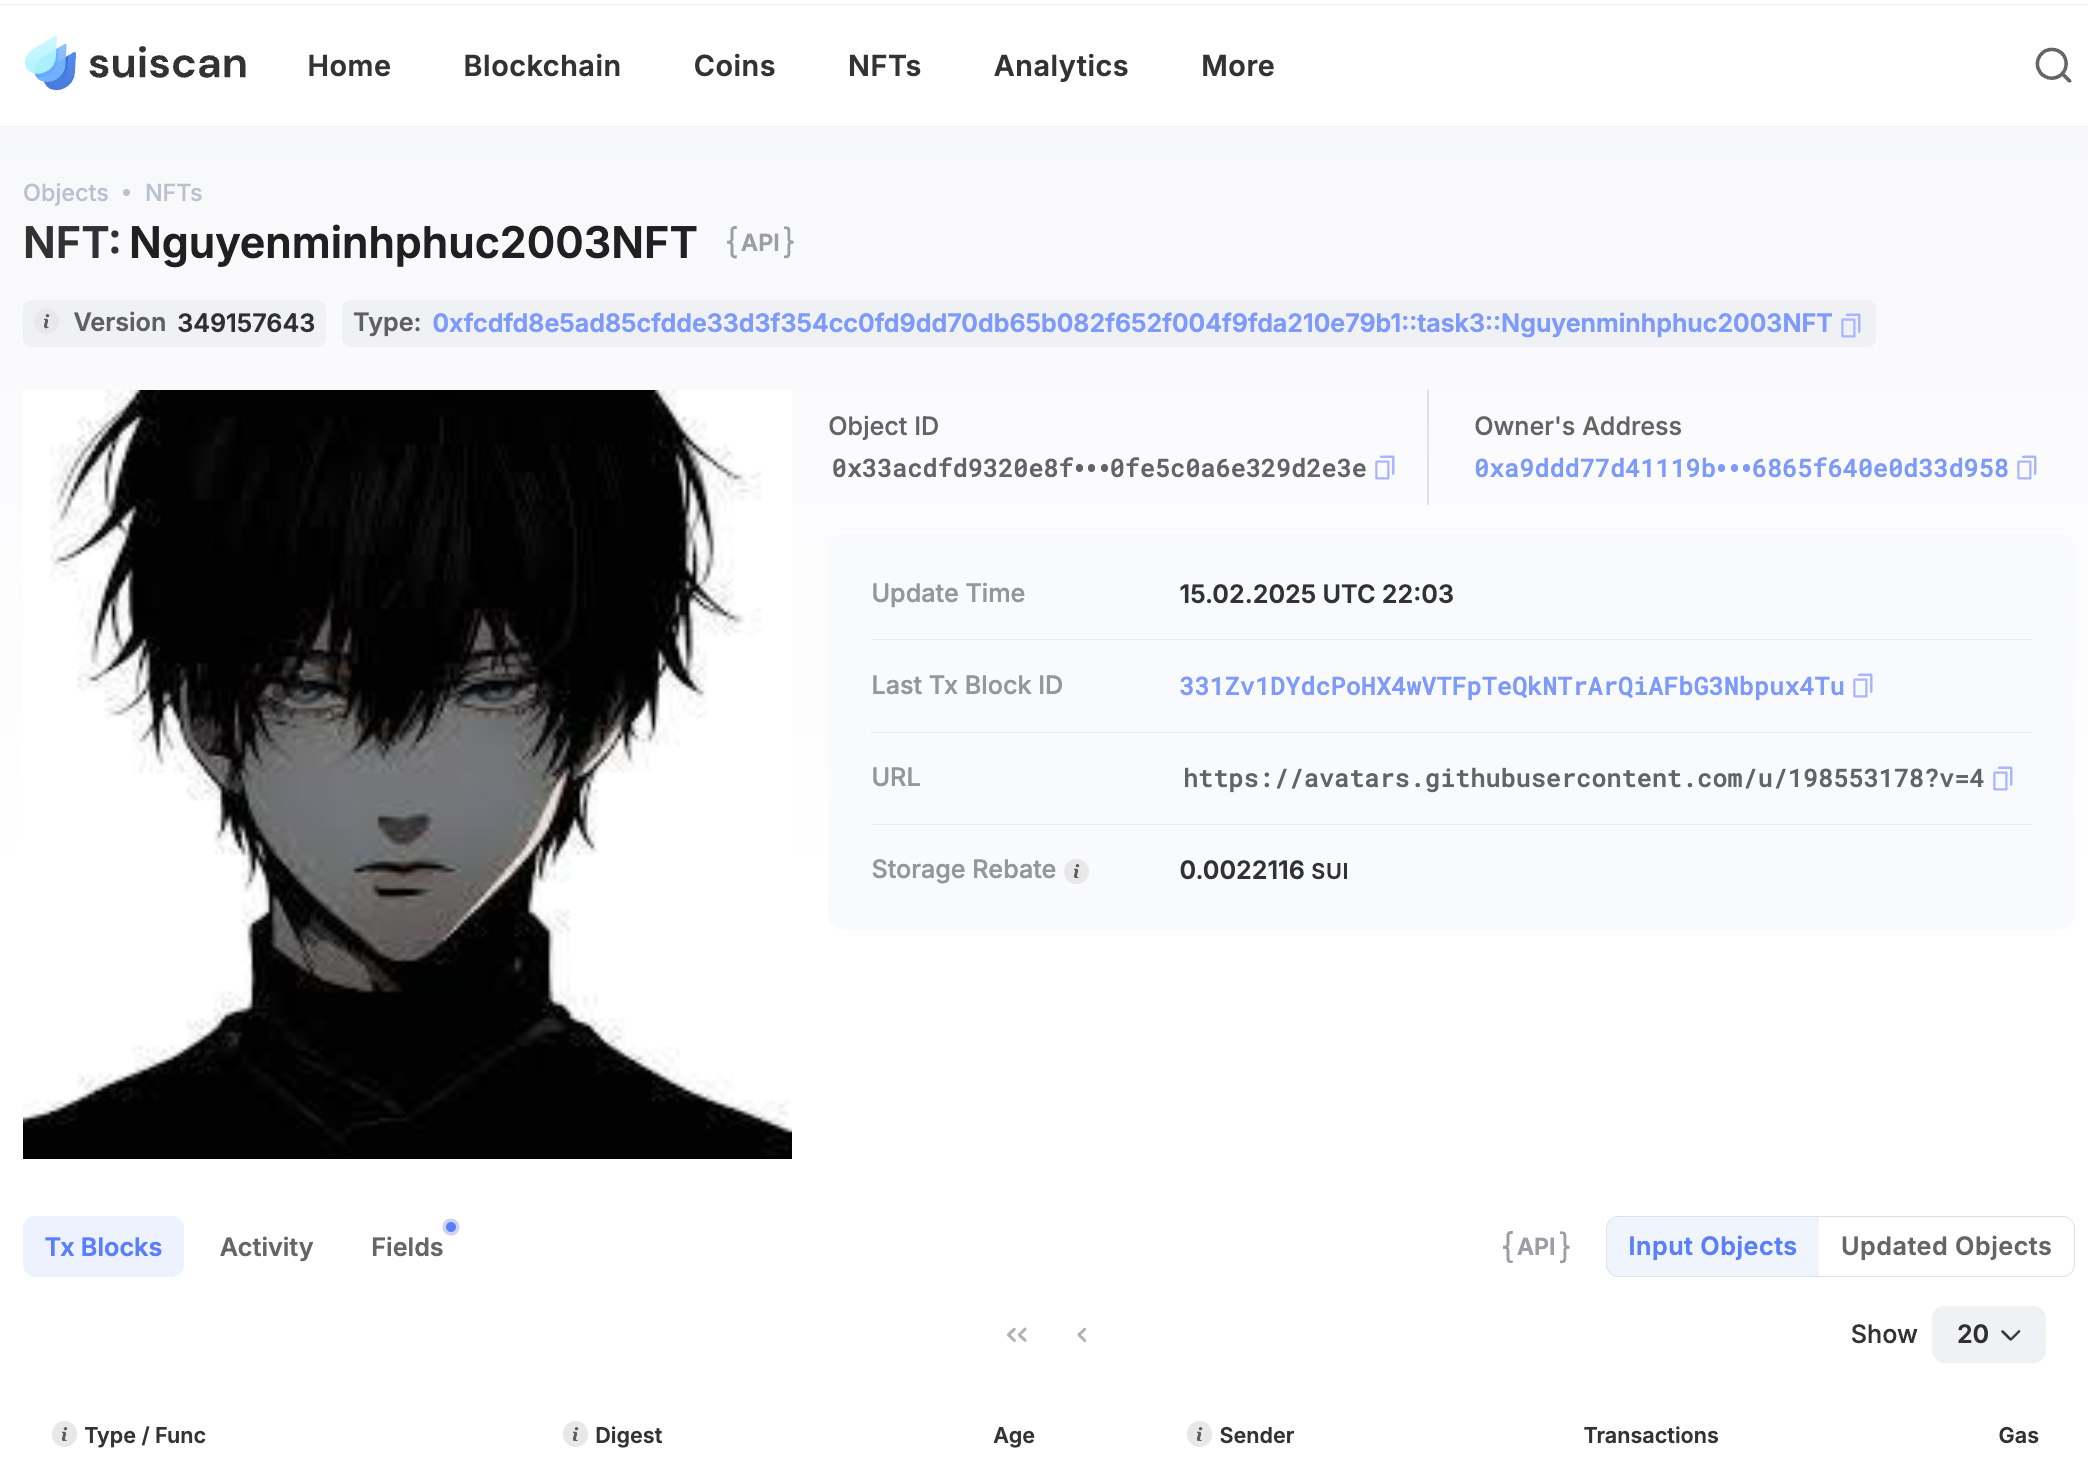 suiscan Home Blockchain Coins NFTs Analytics More
Objects • NFTs
NFT: Nguyenminhphuc2003NFT {API}
i Version 349157643 Type: 0xfcdfd8e5ad85cfdde33d3f354cc0fd9dd70db65b082f652f004f9fda210e79b1::task3::Nguyenminhphuc2003NFT
Object ID
0x33acdfd9320e8f•••0fe5c0a6e329d2e3e
Owner's Address
0xa9ddd77d41119b•••6865f640e0d33d958
Update Time 15.02.2025 UTC 22:03
Last Tx Block ID 331Zv1DYdcPoHX4wVTFpTeQkNTrArQiAFbG3Nbpux4Tu
URL https://avatars.githubusercontent.com/u/198553178?v=4
Storage Rebate i 0.0022116 SUI
Tx Blocks Activity Fields {API} Input Objects Updated Objects
Show 20
i Type / Func i Digest Age i Sender Transactions Gas